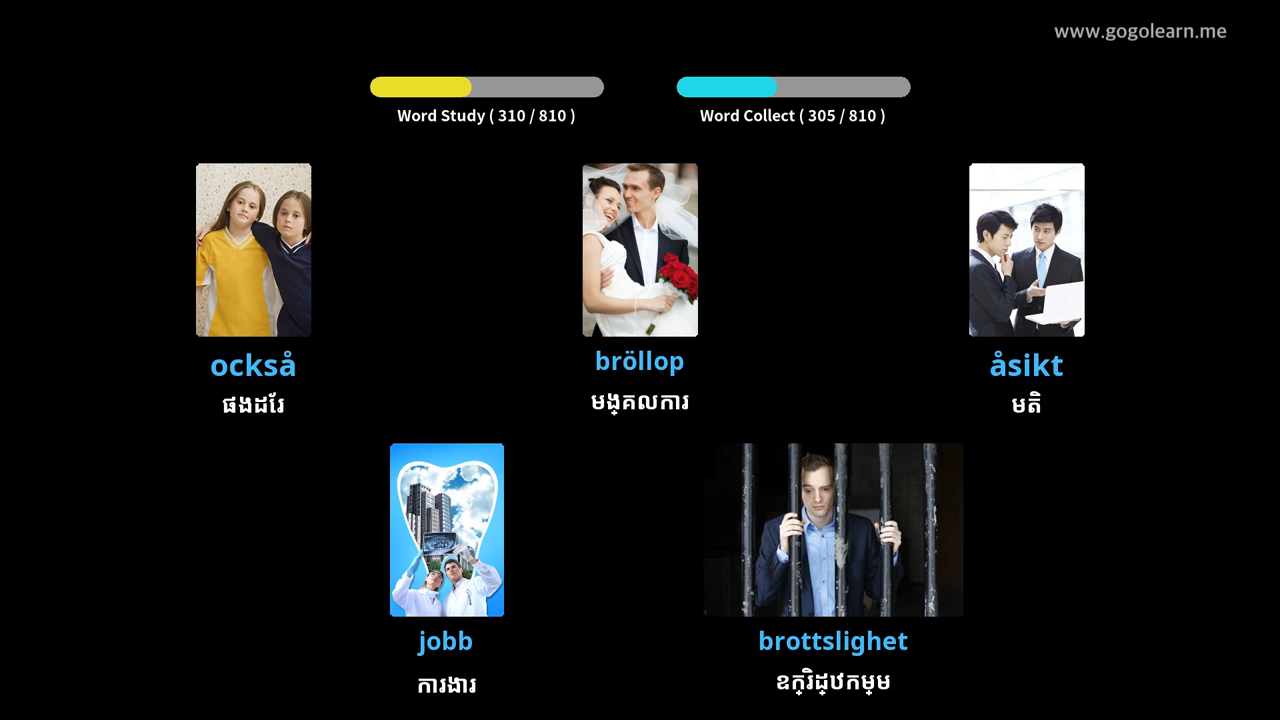 www.gogolearn.me
Word Study ( 310 / 810 )
Word Collect ( 305 / 810 )
också
ផងដែរ
bröllop
មង្គលការ
åsikt
មតិ
jobb
ការងារ
brottslighet
ឧក្រិដ្ឋកម្ម